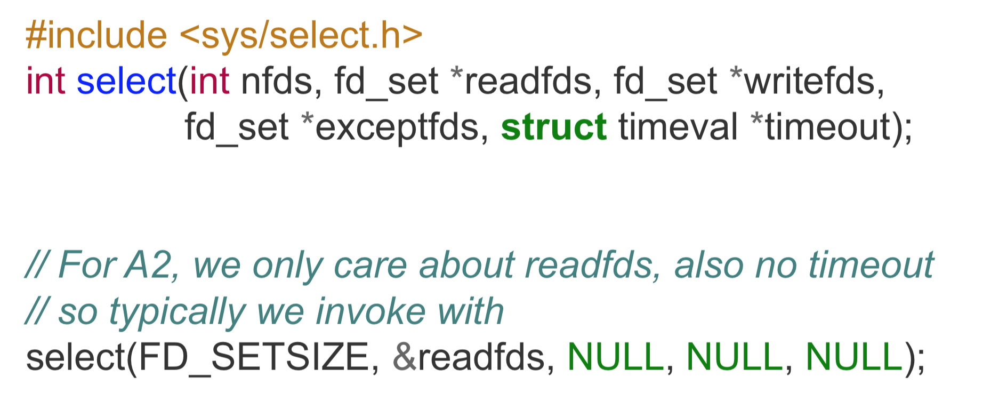 #include <sys/select.h>
int select(int nfds, fd_set *readfds, fd_set *writefds,
fd_set *exceptfds, struct timeval *timeout);
// For A2, we only care about readfds, also no timeout
// so typically we invoke with
select(FD_SETSIZE, &readfds, NULL, NULL, NULL);